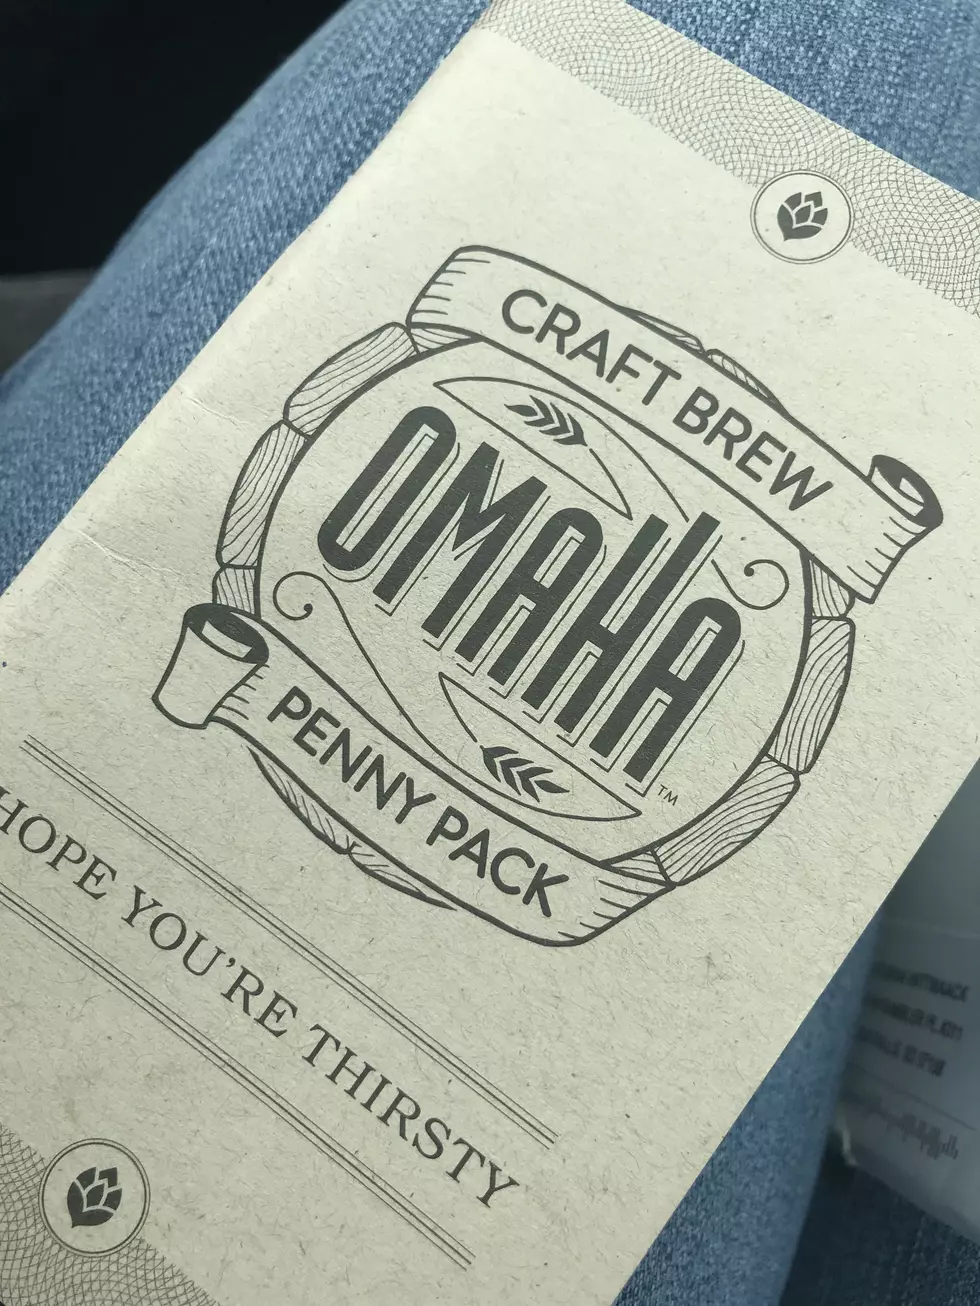 CRAFT BREW
OMAHA
TM
PENNY PACK
HOPE YOU'RE THIRSTY